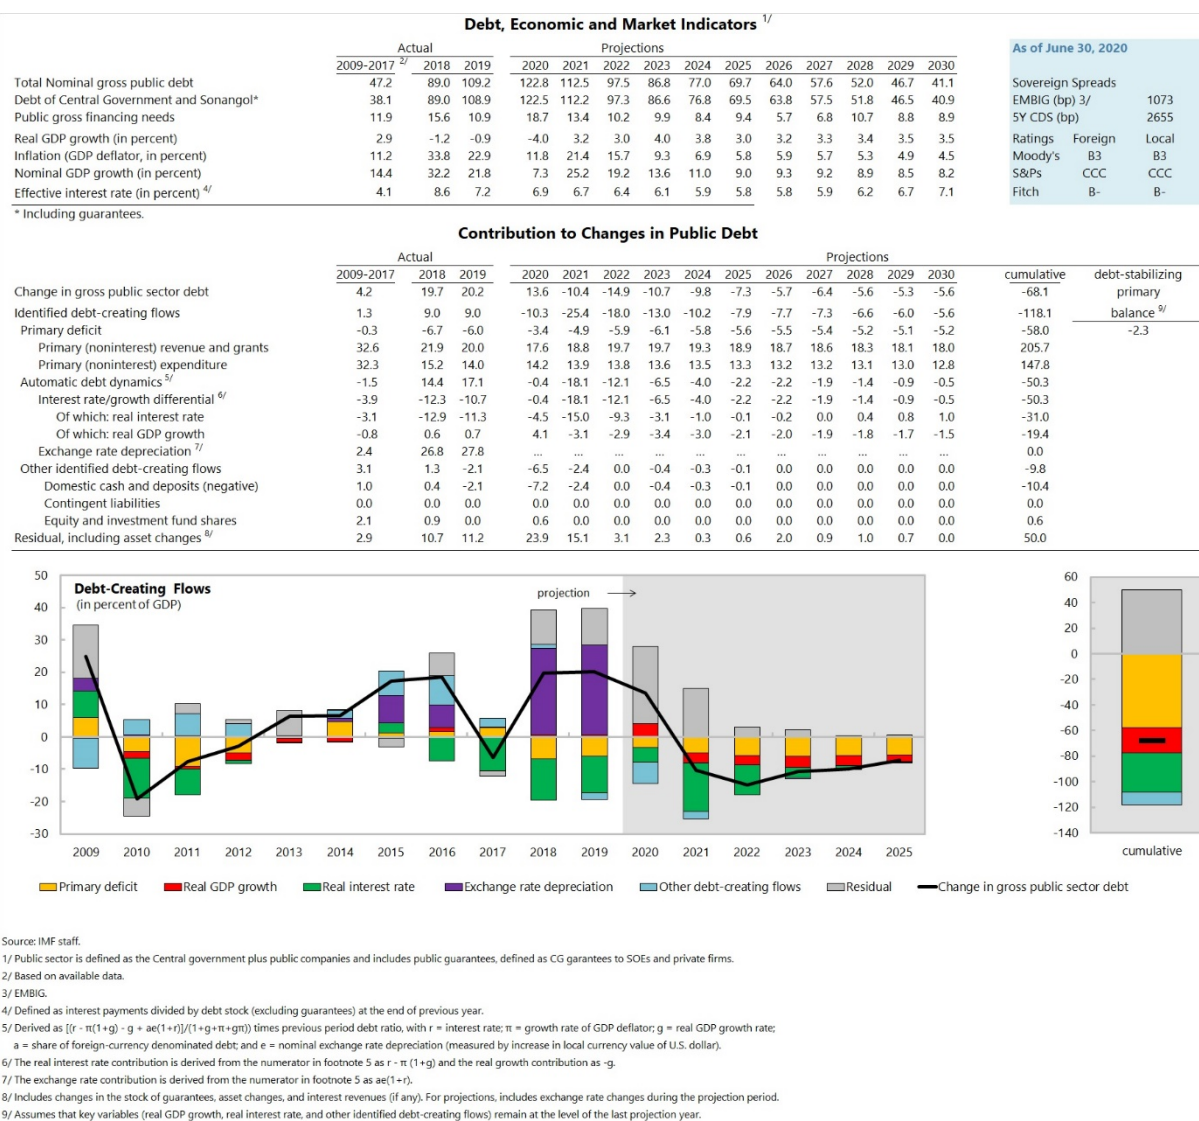 Debt, Economic and Market Indicators 1/
Actual Projections As of June 30, 2020
2009-2017 2/ 2018 2019 2020 2021 2022 2023 2024 2025 2026 2027 2028 2029 2030
Total Nominal gross public debt 47.2 89.0 109.2 122.8 112.5 97.5 86.8 77.0 69.7 64.0 57.6 52.0 46.7 41.1 Sovereign Spreads
Debt of Central Government and Sonangol* 38.1 89.0 108.9 122.5 112.2 97.3 86.6 76.8 69.5 63.8 57.5 51.8 46.5 40.9 EMBIG (bp) 3/ 1073
Public gross financing needs 11.9 15.6 10.9 18.7 13.4 10.2 9.9 8.4 9.4 5.7 6.8 10.7 8.8 8.9 5Y CDS (bp) 2655
Real GDP growth (in percent) 2.9 -1.2 -0.9 -4.0 3.2 3.0 4.0 3.8 3.0 3.2 3.3 3.4 3.5 3.5 Ratings Foreign Local
Inflation (GDP deflator, in percent) 11.2 33.8 22.9 11.8 21.4 15.7 9.3 6.9 5.8 5.9 5.7 5.3 4.9 4.5 Moody's B3 B3
Nominal GDP growth (in percent) 14.4 32.2 21.8 7.3 25.2 19.2 13.6 11.0 9.0 9.3 9.2 8.9 8.5 8.2 S&Ps CCC CCC
Effective interest rate (in percent) 4/ 4.1 8.6 7.2 6.9 6.7 6.4 6.1 5.9 5.8 5.8 5.9 6.2 6.7 7.1 Fitch B- B-
* Including guarantees.
Contribution to Changes in Public Debt
Actual Projections
2009-2017 2018 2019 2020 2021 2022 2023 2024 2025 2026 2027 2028 2029 2030 cumulative debt-stabilizing
Change in gross public sector debt 4.2 19.7 20.2 13.6 -10.4 -14.9 -10.7 -9.8 -7.3 -5.7 -6.4 -5.6 -5.3 -5.6 -68.1 primary
Identified debt-creating flows 1.3 9.0 9.0 -10.3 -25.4 -18.0 -13.0 -10.2 -7.9 -7.7 -7.3 -6.6 -6.0 -5.6 -118.1 balance 9/
Primary deficit -0.3 -6.7 -6.0 -3.4 -4.9 -5.9 -6.1 -5.8 -5.6 -5.5 -5.4 -5.2 -5.1 -5.2 -58.0 -2.3
Primary (noninterest) revenue and grants 32.6 21.9 20.0 17.6 18.8 19.7 19.7 19.3 18.9 18.7 18.6 18.3 18.1 18.0 205.7
Primary (noninterest) expenditure 32.3 15.2 14.0 14.2 13.9 13.8 13.6 13.5 13.3 13.2 13.2 13.1 13.0 12.8 147.8
Automatic debt dynamics 5/ -1.5 14.4 17.1 -0.4 -18.1 -12.1 -6.5 -4.0 -2.2 -2.2 -1.9 -1.4 -0.9 -0.5 -50.3
Interest rate/growth differential 6/ -3.9 -12.3 -10.7 -0.4 -18.1 -12.1 -6.5 -4.0 -2.2 -2.2 -1.9 -1.4 -0.9 -0.5 -50.3
Of which: real interest rate -3.1 -12.9 -11.3 -4.5 -15.0 -9.3 -3.1 -1.0 -0.1 -0.2 0.0 0.4 0.8 1.0 -31.0
Of which: real GDP growth -0.8 0.6 0.7 4.1 -3.1 -2.9 -3.4 -3.0 -2.1 -2.0 -1.9 -1.8 -1.7 -1.5 -19.4
Exchange rate depreciation 7/ 2.4 26.8 27.8 ... ... ... ... ... ... ... ... ... ... ... 0.0
Other identified debt-creating flows 3.1 1.3 -2.1 -6.5 -2.4 0.0 -0.4 -0.3 -0.1 0.0 0.0 0.0 0.0 0.0 -9.8
Domestic cash and deposits (negative) 1.0 0.4 -2.1 -7.2 -2.4 0.0 -0.4 -0.3 -0.1 0.0 0.0 0.0 0.0 0.0 -10.4
Contingent liabilities 0.0 0.0 0.0 0.0 0.0 0.0 0.0 0.0 0.0 0.0 0.0 0.0 0.0 0.0 0.0
Equity and investment fund shares 2.1 0.9 0.0 0.6 0.0 0.0 0.0 0.0 0.0 0.0 0.0 0.0 0.0 0.0 0.6
Residual, including asset changes 8/ 2.9 10.7 11.2 23.9 15.1 3.1 2.3 0.3 0.6 2.0 0.9 1.0 0.7 0.0 50.0
Debt-Creating Flows
(in percent of GDP)
projection
50
40
30
20
10
0
-10
-20
-30
2009 2010 2011 2012 2013 2014 2015 2016 2017 2018 2019 2020 2021 2022 2023 2024 2025
60
40
20
0
-20
-40
-60
-80
-100
-120
-140
cumulative
Primary deficit Real GDP growth Real interest rate Exchange rate depreciation Other debt-creating flows Residual Change in gross public sector debt
Source: IMF staff.
1/ Public sector is defined as the Central government plus public companies and includes public guarantees, defined as CG garantees to SOEs and private firms.
2/ Based on available data.
3/ EMBIG.
4/ Defined as interest payments divided by debt stock (excluding guarantees) at the end of previous year.
5/ Derived as [(r - π(1+g) - g + ae(1+r)]/(1+g+π+gπ)) times previous period debt ratio, with r = interest rate; π = growth rate of GDP deflator; g = real GDP growth rate;
a = share of foreign-currency denominated debt; and e = nominal exchange rate depreciation (measured by increase in local currency value of U.S. dollar).
6/ The real interest rate contribution is derived from the numerator in footnote 5 as r - π (1+g) and the real growth contribution as -g.
7/ The exchange rate contribution is derived from the numerator in footnote 5 as ae(1+r).
8/ Includes changes in the stock of guarantees, asset changes, and interest revenues (if any). For projections, includes exchange rate changes during the projection period.
9/ Assumes that key variables (real GDP growth, real interest rate, and other identified debt-creating flows) remain at the level of the last projection year.